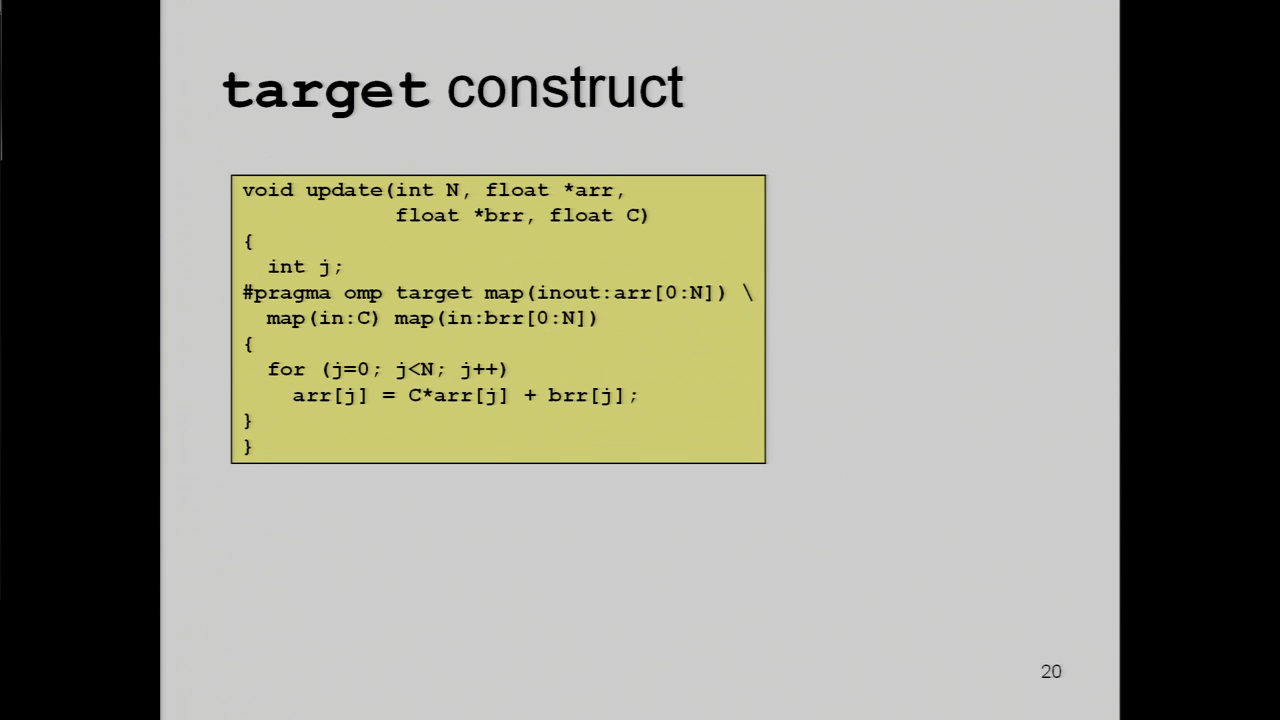 target construct
void update(int N, float *arr,
            float *brr, float C)
{
  int j;
#pragma omp target map(inout:arr[0:N]) \
  map(in:C) map(in:brr[0:N])
{
  for (j=0; j<N; j++)
    arr[j] = C*arr[j] + brr[j];
}
}
20